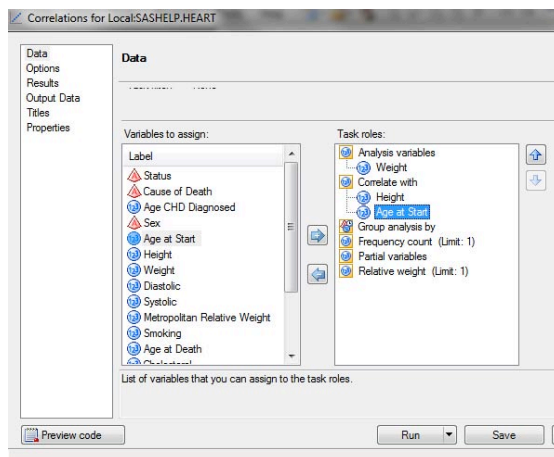 Correlations for Local:SASHELP.HEART
Data
Options
Results
Output Data
Titles
Properties
Data
Variables to assign:
Label
Status
Cause of Death
Age CHD Diagnosed
Sex
Age at Start
Height
Weight
Diastolic
Systolic
Metropolitan Relative Weight
Smoking
Age at Death
Task roles:
Analysis variables
Weight
Correlate with
Height
Age at Start
Group analysis by
Frequency count (Limit: 1)
Partial variables
Relative weight (Limit: 1)
List of variables that you can assign to the task roles.
Preview code
Run
Save